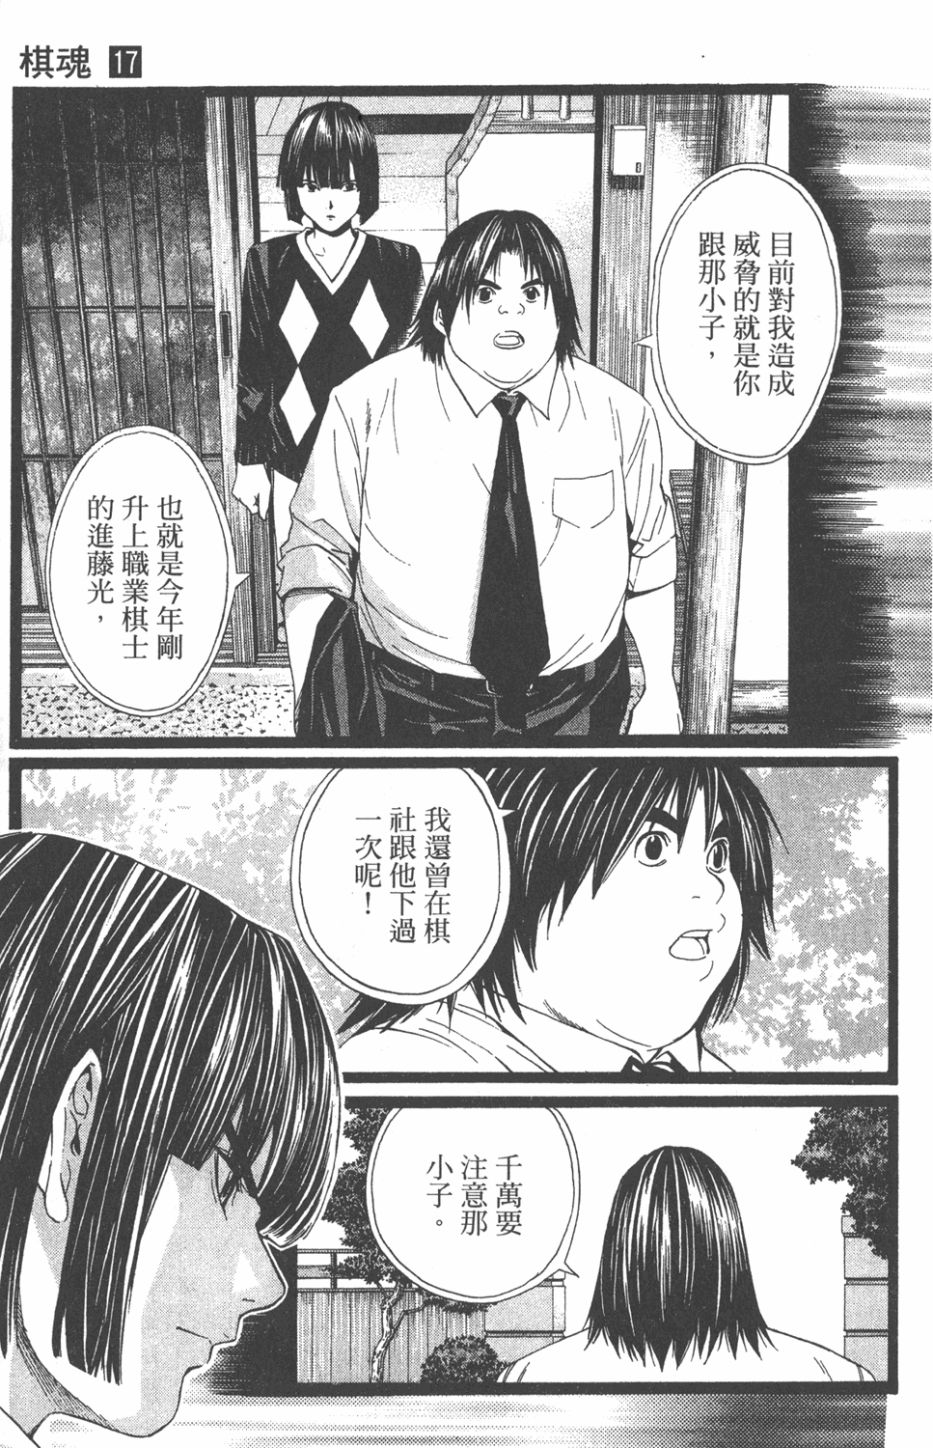 棋魂 17
目前對我造成
威脅的就是你
跟那小子，
也就是今年剛
升上職業棋士
的進藤光，
我還曾在棋
社跟他下過
一次呢！
千萬要
注意那
小子。